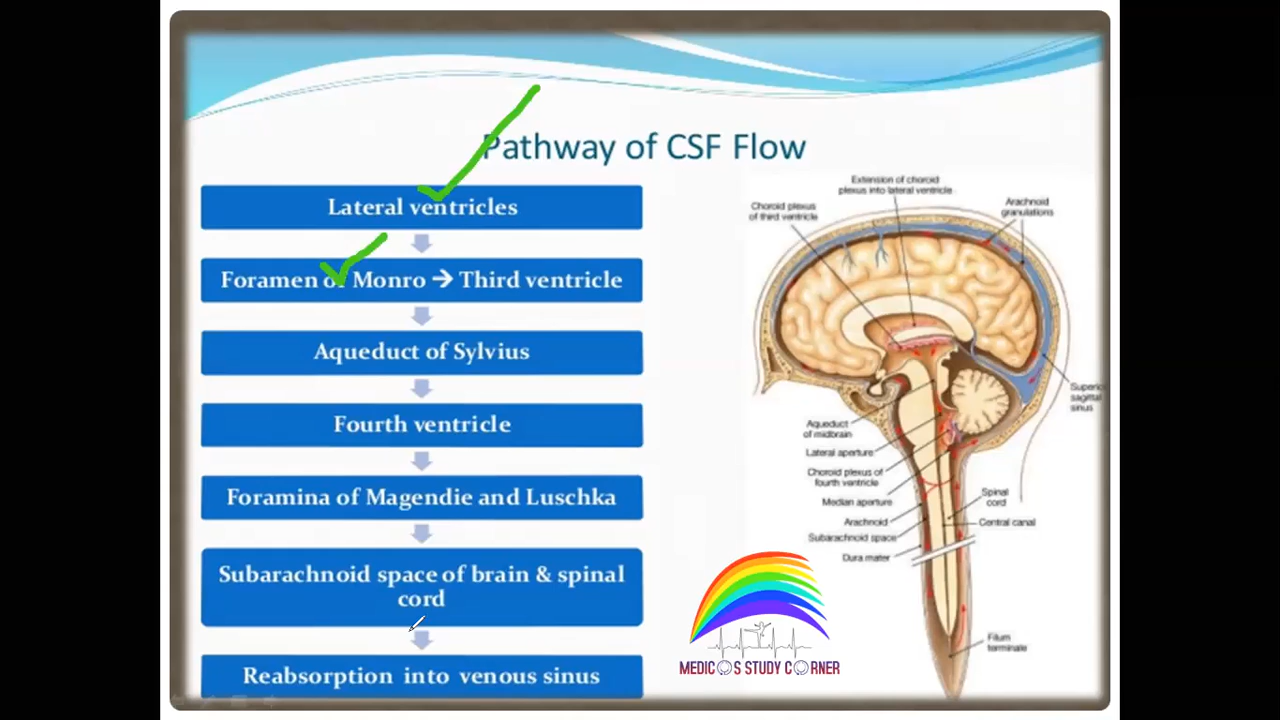 Pathway of CSF Flow
Lateral ventricles
Foramen of Monro → Third ventricle
Aqueduct of Sylvius
Fourth ventricle
Foramina of Magendie and Luschka
Subarachnoid space of brain & spinal
cord
Reabsorption into venous sinus
Extension of choroid
plexus into lateral ventricle
Choroid plexus
of third ventricle
Arachnoid
granulations
Superio
sagittal
sinus
Aqueduct
of midbrain
Lateral aperture
Choroid plexus of
fourth ventricle
Median aperture
Arachnoid
Subarachnoid space
Dura mater
Spinal
cord
Central canal
Filum
terminale
MEDICOS STUDY CORNER